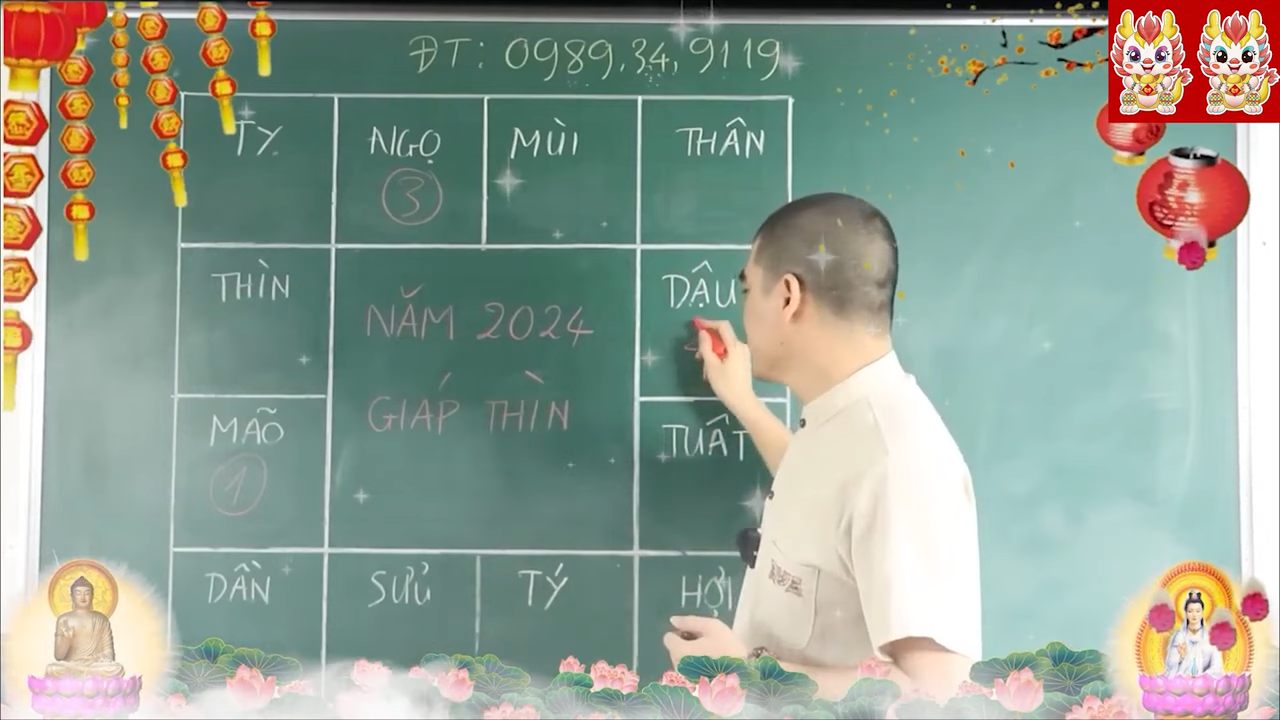 ĐT: 0989.34.9119
TỴ NGỌ MÙI THÂN
3
THÌN DẬU
NĂM 2024
GIÁP THÌN
MÃO TUẤT
1
DẦN SỬU TÝ HỢI